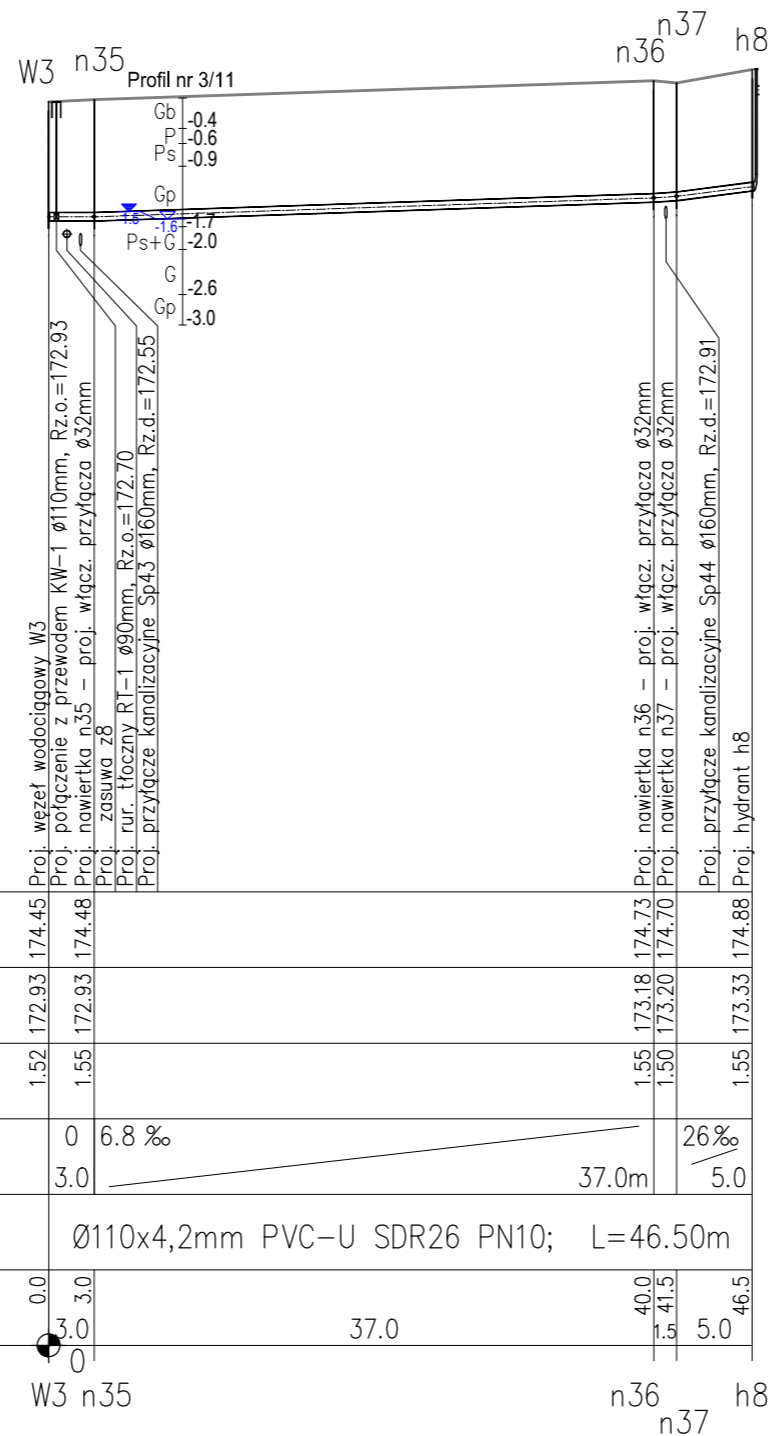 W3
n35
n36
n37
h8
Profil nr 3/11
Gb
-0.4
P
-0.6
Ps
-0.9
Gp
-1.7
Ps+G
-2.0
G
-2.6
Gp
-3.0
-1.6
Proj. węzeł wodociągowy W3
Proj. połączenie z przewodem KW-1 ø110mm, Rz.o.=172.93
Proj. nawiertka n35 - proj. włącz. przyłącza ø32mm
Proj. zasuwa z8
Proj. rur. tłoczny RT-1 ø90mm, Rz.o.=172.70
Proj. przyłącze kanalizacyjne Sp43 ø160mm, Rz.d.=172.55
Proj. nawiertka n36 - proj. włącz. przyłącza ø32mm
Proj. nawiertka n37 - proj. włącz. przyłącza ø32mm
Proj. przyłącze kanalizacyjne Sp44 ø160mm, Rz.d.=172.91
Proj. hydrant h8
174.45 174.48 174.73 174.70 174.88
172.93 172.93 173.18 173.20 173.33
1.52 1.55 1.55 1.50 1.55
0 6.8 ‰ 26‰
3.0 37.0m 5.0
Ø110x4,2mm PVC-U SDR26 PN10; L=46.50m
0.0 3.0 40.0 41.5 46.5
3.0 37.0 1.5 5.0
0
W3 n35 n36 n37 h8